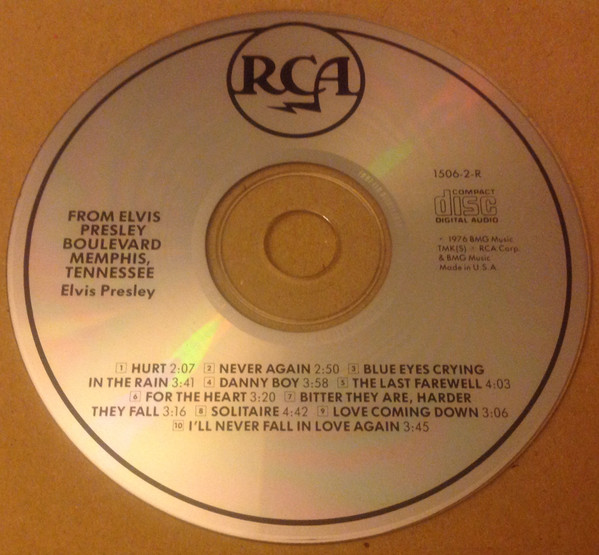 RCA
1506-2-R
COMPACT
disc
DIGITAL AUDIO
℗ 1976 BMG Music
TMK(S) ® RCA Corp.
& BMG Music
Made in U.S.A.
FROM ELVIS
PRESLEY
BOULEVARD
MEMPHIS,
TENNESSEE
Elvis Presley
1 HURT 2:07 2 NEVER AGAIN 2:50 3 BLUE EYES CRYING
IN THE RAIN 3:41 4 DANNY BOY 3:58 5 THE LAST FAREWELL 4:03
6 FOR THE HEART 3:20 7 BITTER THEY ARE, HARDER
THEY FALL 3:16 8 SOLITAIRE 4:42 9 LOVE COMING DOWN 3:06
10 I'LL NEVER FALL IN LOVE AGAIN 3:45